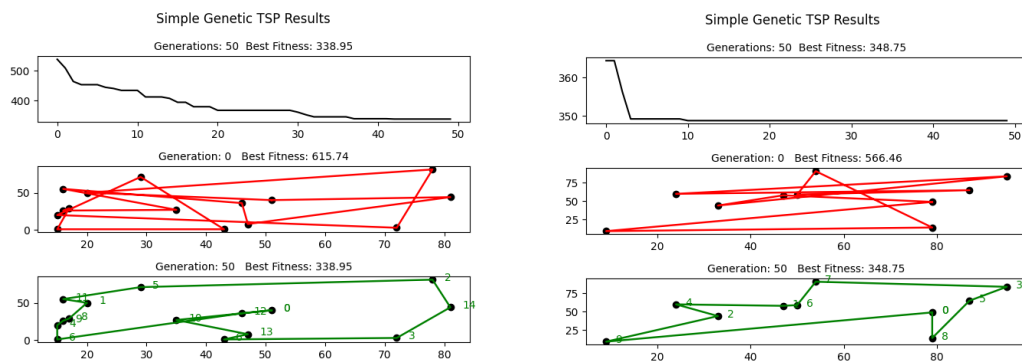 Simple Genetic TSP Results
Generations: 50 Best Fitness: 338.95
500
400
0 10 20 30 40 50
Generation: 0 Best Fitness: 615.74
50
0
20 30 40 50 60 70 80
Generation: 50 Best Fitness: 338.95
50
0
20 30 40 50 60 70 80
11 1 5 2 14
8 9 4 6 10 12 0
13 3
Simple Genetic TSP Results
Generations: 50 Best Fitness: 348.75
360
350
0 10 20 30 40 50
Generation: 0 Best Fitness: 566.46
75
50
25
20 40 60 80
Generation: 50 Best Fitness: 348.75
75
50
25
20 40 60 80
7 3
4 1 6 5
2 0
9 8